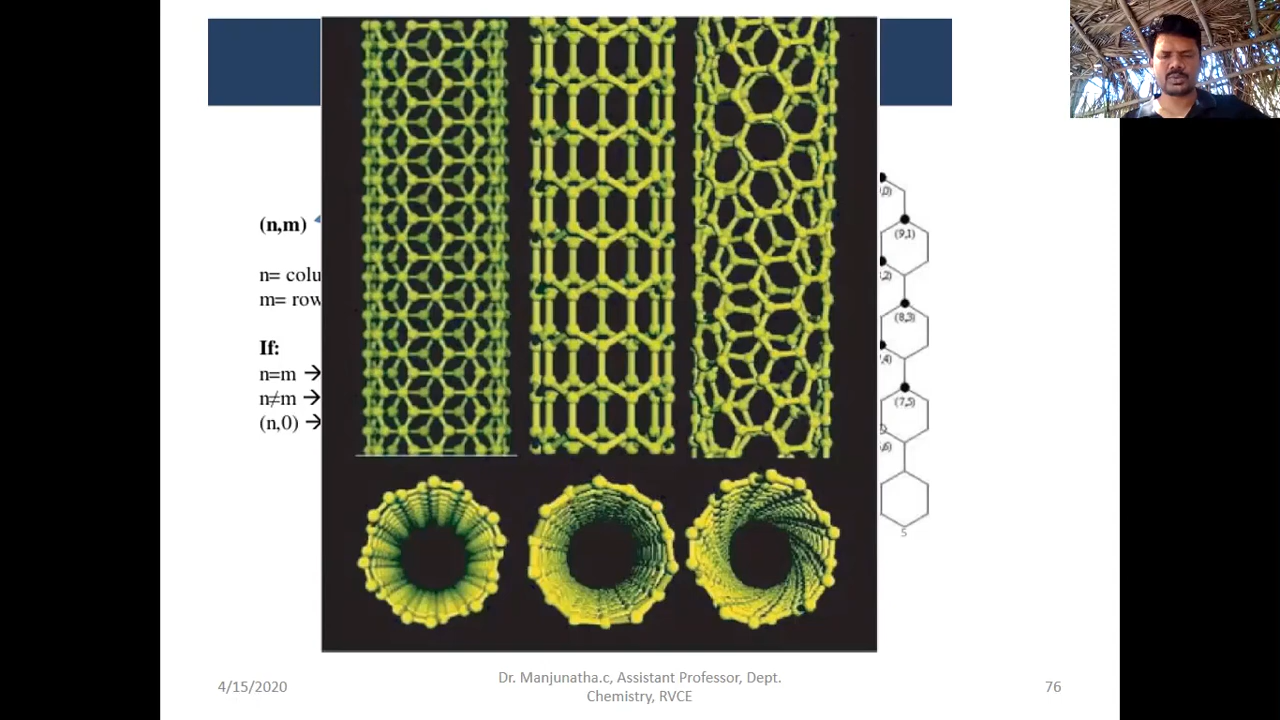 (n,m)
n= colu
m= row
If:
n=m →
n≠m →
(n,0) →
(9,1)
(8,3)
(7,5)
5
4/15/2020
Dr. Manjunatha.c, Assistant Professor, Dept.
Chemistry, RVCE
76